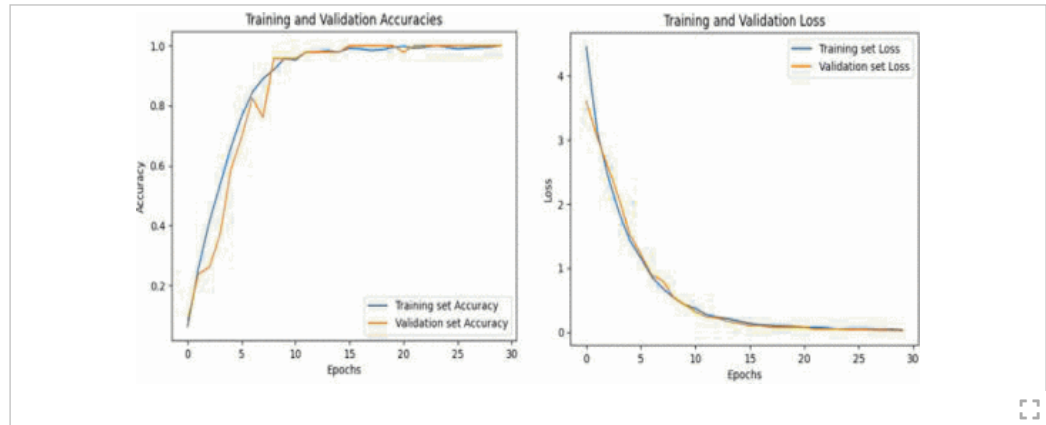 Training and Validation Accuracies
1.0
0.8
0.6
0.4
0.2
Accuracy
Training set Accuracy
Validation set Accuracy
0 5 10 15 20 25 30
Epochs
Training and Validation Loss
Training set Loss
Validation set Loss
4
3
2
1
0
Loss
0 5 10 15 20 25 30
Epochs